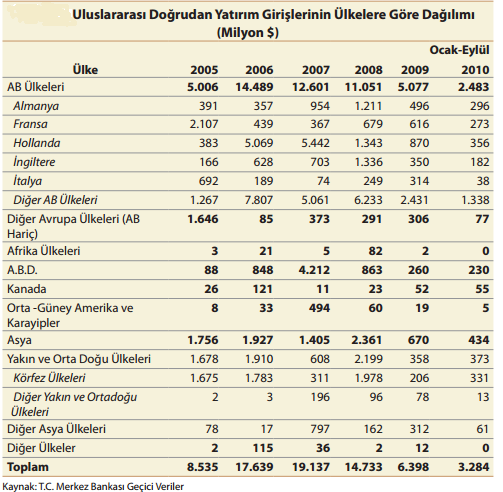 Uluslararası Doğrudan Yatırım Girişlerinin Ülkelere Göre Dağılımı
(Milyon $)
Ocak-Eylül
Ülke 2005 2006 2007 2008 2009 2010
AB Ülkeleri 5.006 14.489 12.601 11.051 5.077 2.483
Almanya 391 357 954 1.211 496 296
Fransa 2.107 439 367 679 616 273
Hollanda 383 5.069 5.442 1.343 870 356
İngiltere 166 628 703 1.336 350 182
İtalya 692 189 74 249 314 38
Diğer AB Ülkeleri 1.267 7.807 5.061 6.233 2.431 1.338
Diğer Avrupa Ülkeleri (AB 1.646 85 373 291 306 77
Hariç)
Afrika Ülkeleri 3 21 5 82 2 0
A.B.D. 88 848 4.212 863 260 230
Kanada 26 121 11 23 52 55
Orta -Güney Amerika ve 8 33 494 60 19 5
Karayipler
Asya 1.756 1.927 1.405 2.361 670 434
Yakın ve Orta Doğu Ülkeleri 1.678 1.910 608 2.199 358 373
Körfez Ülkeleri 1.675 1.783 311 1.978 206 331
Diğer Yakın ve Ortadoğu 2 3 196 96 78 13
Ülkeleri
Diğer Asya Ülkeleri 78 17 797 162 312 61
Diğer Ülkeler 2 115 36 2 12 0
Toplam 8.535 17.639 19.137 14.733 6.398 3.284
Kaynak: T.C. Merkez Bankası Geçici Veriler